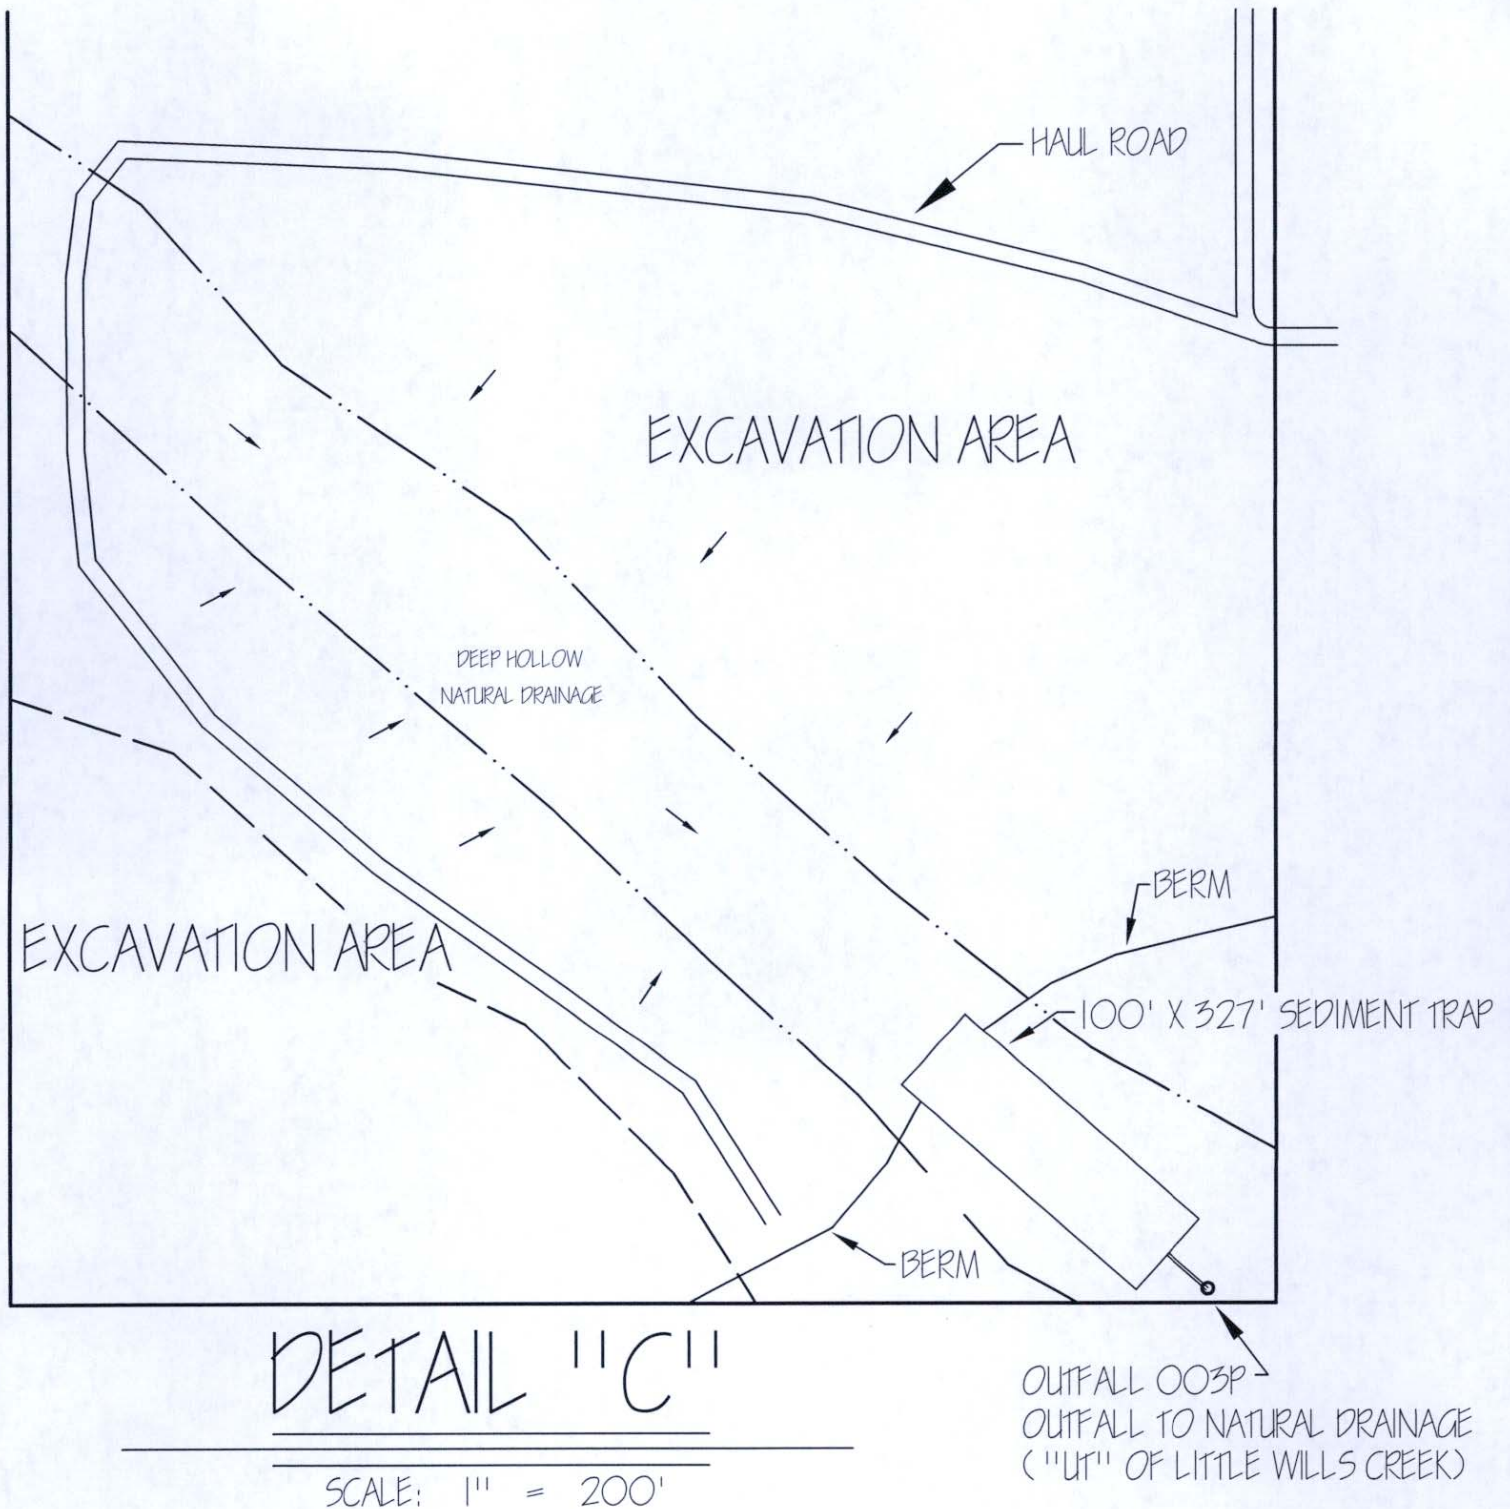 HAUL ROAD
EXCAVATION AREA
DEEP HOLLOW
NATURAL DRAINAGE
BERM
EXCAVATION AREA
100' X 327' SEDIMENT TRAP
BERM
DETAIL "C"
SCALE: 1" = 200'
OUTFALL 003P
OUTFALL TO NATURAL DRAINAGE
("UT" OF LITTLE WILLS CREEK)